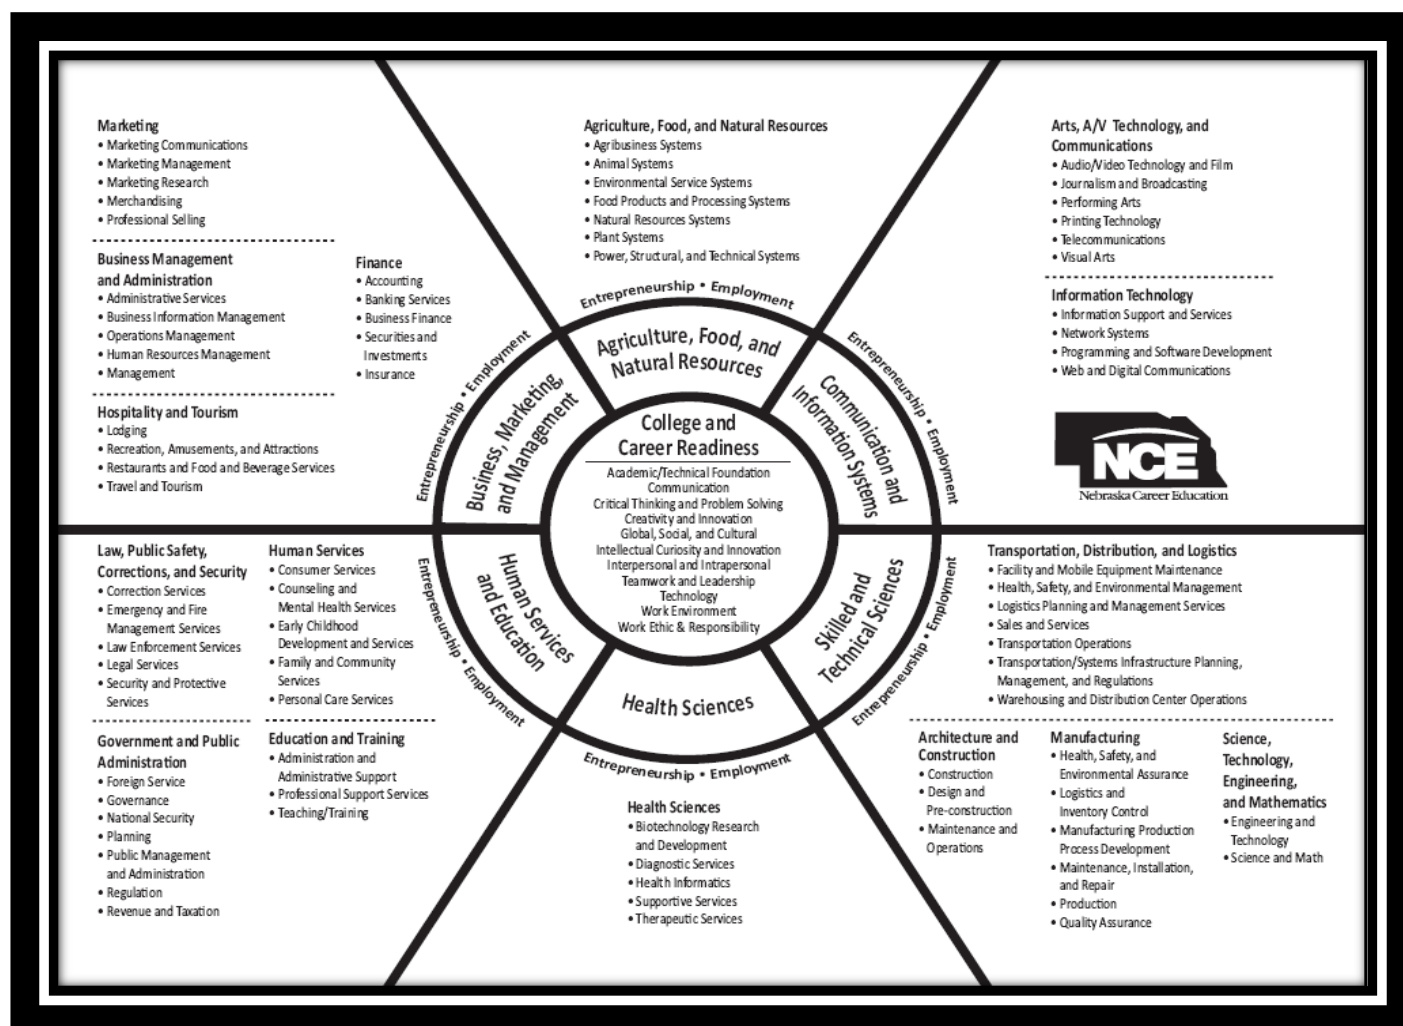 Marketing
• Marketing Communications
• Marketing Management
• Marketing Research
• Merchandising
• Professional Selling
Business Management
and Administration
• Administrative Services
• Business Information Management
• Operations Management
• Human Resources Management
• Management
Finance
• Accounting
• Banking Services
• Business Finance
• Securities and
Investments
• Insurance
Hospitality and Tourism
• Lodging
• Recreation, Amusements, and Attractions
• Restaurants and Food and Beverage Services
• Travel and Tourism
Agriculture, Food, and Natural Resources
• Agribusiness Systems
• Animal Systems
• Environmental Service Systems
• Food Products and Processing Systems
• Natural Resources Systems
• Plant Systems
• Power, Structural, and Technical Systems
Arts, A/V Technology, and
Communications
• Audio/Video Technology and Film
• Journalism and Broadcasting
• Performing Arts
• Printing Technology
• Telecommunications
• Visual Arts
Information Technology
• Information Support and Services
• Network Systems
• Programming and Software Development
• Web and Digital Communications
NCE
Nebraska Career Education
Entrepreneurship • Employment
Entrepreneurship • Employment
Entrepreneurship • Employment
Agriculture, Food, and
Natural Resources
Business, Marketing,
and Management
Communication and
Information Systems
College and
Career Readiness
Academic/Technical Foundation
Communication
Critical Thinking and Problem Solving
Creativity and Innovation
Global, Social, and Cultural
Intellectual Curiosity and Innovation
Interpersonal and Intrapersonal
Teamwork and Leadership
Technology
Work Environment
Work Ethic & Responsibility
Human Services
and Education
Skilled and
Technical Sciences
Health Sciences
Entrepreneurship • Employment
Entrepreneurship • Employment
Entrepreneurship • Employment
Law, Public Safety,
Corrections, and Security
• Correction Services
• Emergency and Fire
Management Services
• Law Enforcement Services
• Legal Services
• Security and Protective
Services
Human Services
• Consumer Services
• Counseling and
Mental Health Services
• Early Childhood
Development and Services
• Family and Community
Services
• Personal Care Services
Government and Public
Administration
• Foreign Service
• Governance
• National Security
• Planning
• Public Management
and Administration
• Regulation
• Revenue and Taxation
Education and Training
• Administration and
Administrative Support
• Professional Support Services
• Teaching/Training
Health Sciences
• Biotechnology Research
and Development
• Diagnostic Services
• Health Informatics
• Supportive Services
• Therapeutic Services
Transportation, Distribution, and Logistics
• Facility and Mobile Equipment Maintenance
• Health, Safety, and Environmental Management
• Logistics Planning and Management Services
• Sales and Services
• Transportation Operations
• Transportation/Systems Infrastructure Planning,
Management, and Regulations
• Warehousing and Distribution Center Operations
Architecture and
Construction
• Construction
• Design and
Pre-construction
• Maintenance and
Operations
Manufacturing
• Health, Safety, and
Environmental Assurance
• Logistics and
Inventory Control
• Manufacturing Production
Process Development
• Maintenance, Installation,
and Repair
• Production
• Quality Assurance
Science,
Technology,
Engineering,
and Mathematics
• Engineering and
Technology
• Science and Math